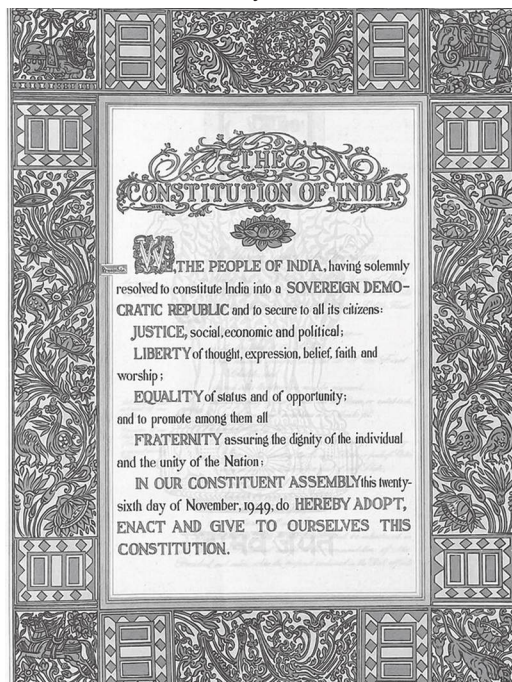 THE
CONSTITUTION OF INDIA
WE, THE PEOPLE OF INDIA, having solemnly
resolved to constitute India into a SOVEREIGN DEMO-
CRATIC REPUBLIC and to secure to all its citizens:
JUSTICE, social, economic and political;
LIBERTY of thought, expression, belief, faith and
worship;
EQUALITY of status and of opportunity;
and to promote among them all
FRATERNITY assuring the dignity of the individual
and the unity of the Nation;
IN OUR CONSTITUENT ASSEMBLY this twenty-
sixth day of November, 1949, do HEREBY ADOPT,
ENACT AND GIVE TO OURSELVES THIS
CONSTITUTION.